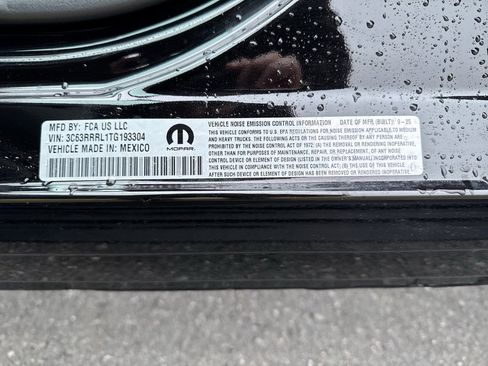 MFD BY: FCA US LLC
VIN: 3C63RRRL1TG193304
VEHICLE MADE IN: MEXICO
MOPAR.
VEHICLE NOISE EMISSION CONTROL INFORMATION DATE OF MFR. (BUILT): 9 - 25
THIS VEHICLE CONFORMS TO U.S. EPA REGULATIONS FOR NOISE EMISSION APPLICABLE TO MEDIUM
AND HEAVY TRUCKS. THE FOLLOWING ACTS OR THE CAUSING THEREOF BY ANY PERSON ARE
PROHIBITED BY THE NOISE CONTROL ACT OF 1972: (A) THE REMOVAL OR RENDERING INOPERATIVE,
OTHER THAN FOR PURPOSES OF MAINTENANCE, REPAIR, OR REPLACEMENT, OF ANY NOISE
CONTROL DEVICE OR ELEMENT OF DESIGN (LISTED IN THE OWNER'S MANUAL) INCORPORATED INTO
THIS VEHICLE IN COMPLIANCE WITH THE NOISE CONTROL ACT; (B) THE USE OF THIS VEHICLE
AFTER SUCH DEVICE OR ELEMENT OF DESIGN HAS BEEN REMOVED OR RENDERED INOPERATIVE.